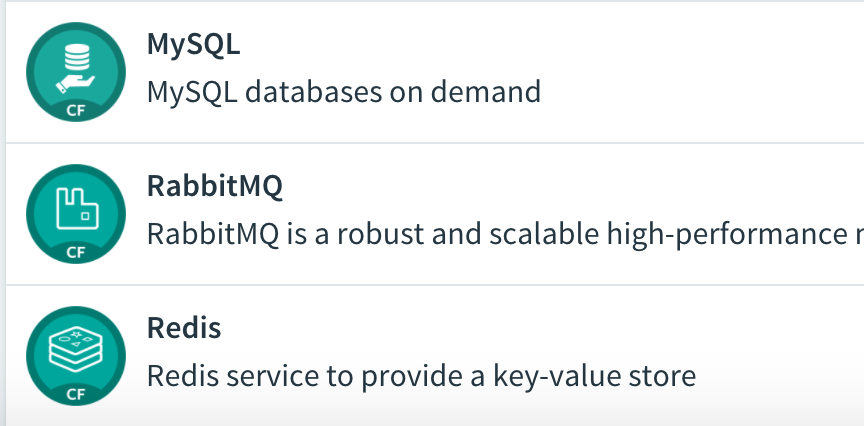 MySQL
MySQL databases on demand
CF
RabbitMQ
RabbitMQ is a robust and scalable high-performance
CF
Redis
Redis service to provide a key-value store
CF